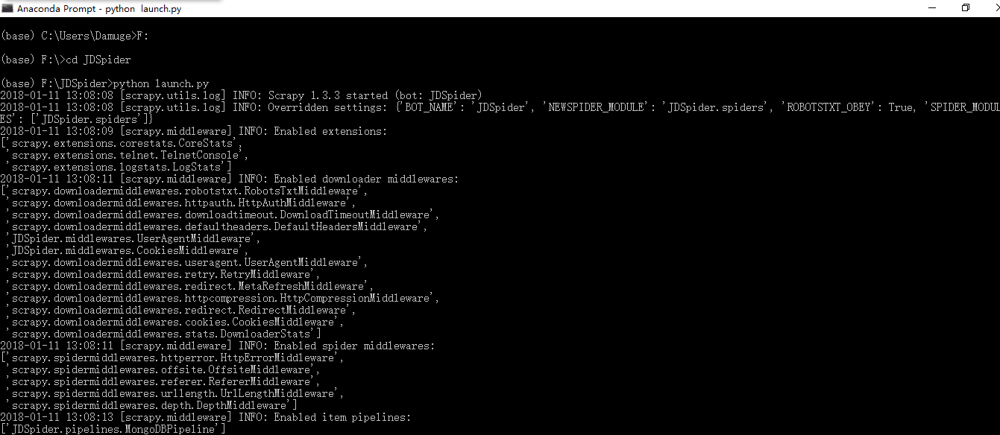 Anaconda Prompt - python  launch.py
(base) C:\Users\Damuge>F:
(base) F:\>cd JDSpider
(base) F:\JDSpider>python launch.py
2018-01-11 13:08:08 [scrapy.utils.log] INFO: Scrapy 1.3.3 started (bot: JDSpider)
2018-01-11 13:08:08 [scrapy.utils.log] INFO: Overridden settings: {'BOT_NAME': 'JDSpider', 'NEWSPIDER_MODULE': 'JDSpider.spiders', 'ROBOTSTXT_OBEY': True, 'SPIDER_MODUL
ES': ['JDSpider.spiders']}
2018-01-11 13:08:09 [scrapy.middleware] INFO: Enabled extensions:
['scrapy.extensions.corestats.CoreStats',
 'scrapy.extensions.telnet.TelnetConsole',
 'scrapy.extensions.logstats.LogStats']
2018-01-11 13:08:11 [scrapy.middleware] INFO: Enabled downloader middlewares:
['scrapy.downloadermiddlewares.robotstxt.RobotsTxtMiddleware',
 'scrapy.downloadermiddlewares.httpauth.HttpAuthMiddleware',
 'scrapy.downloadermiddlewares.downloadtimeout.DownloadTimeoutMiddleware',
 'scrapy.downloadermiddlewares.defaultheaders.DefaultHeadersMiddleware',
 'JDSpider.middlewares.UserAgentMiddleware',
 'JDSpider.middlewares.CookiesMiddleware',
 'scrapy.downloadermiddlewares.useragent.UserAgentMiddleware',
 'scrapy.downloadermiddlewares.retry.RetryMiddleware',
 'scrapy.downloadermiddlewares.redirect.MetaRefreshMiddleware',
 'scrapy.downloadermiddlewares.httpcompression.HttpCompressionMiddleware',
 'scrapy.downloadermiddlewares.redirect.RedirectMiddleware',
 'scrapy.downloadermiddlewares.cookies.CookiesMiddleware',
 'scrapy.downloadermiddlewares.stats.DownloaderStats']
2018-01-11 13:08:11 [scrapy.middleware] INFO: Enabled spider middlewares:
['scrapy.spidermiddlewares.httperror.HttpErrorMiddleware',
 'scrapy.spidermiddlewares.offsite.OffsiteMiddleware',
 'scrapy.spidermiddlewares.referer.RefererMiddleware',
 'scrapy.spidermiddlewares.urllength.UrlLengthMiddleware',
 'scrapy.spidermiddlewares.depth.DepthMiddleware']
2018-01-11 13:08:13 [scrapy.middleware] INFO: Enabled item pipelines:
['JDSpider.pipelines.MongoDBPipeline']